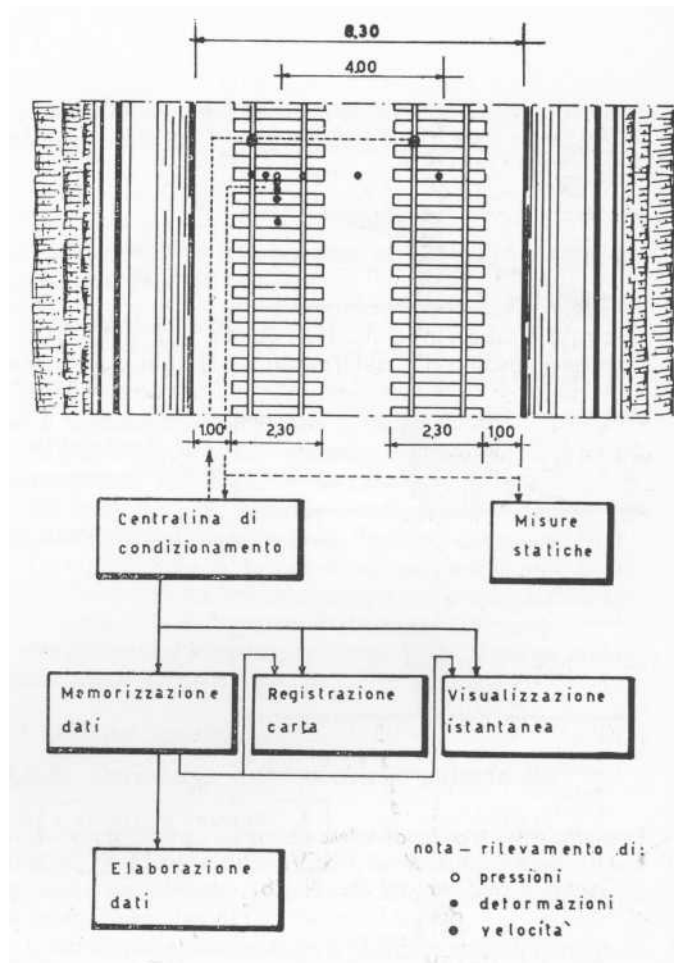 8,30
4,00
1,00 2,30 2,30 1,00
Centralina di
condizionamento
Misure
statiche
Memorizzazione
dati
Registrazione
carta
Visualizzazione
istantanea
Elaborazione
dati
nota – rilevamento di:
pressioni
deformazioni
velocità